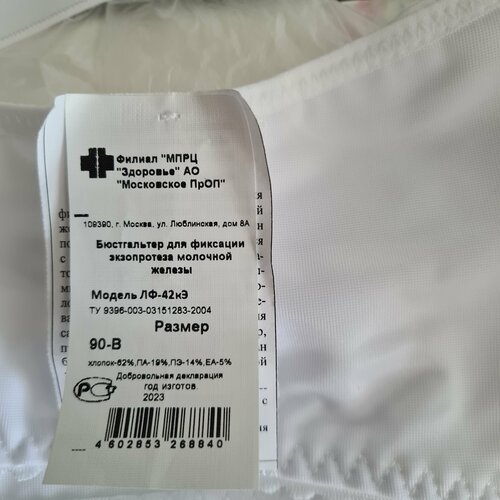 Филиал "МПРЦ
"Здоровье" АО
"Московское ПрОП"
109390, г. Москва, ул. Люблинская, дом 8А
Бюстгальтер для фиксации
экзопротеза молочной
железы
Модель ЛФ-42кЭ
ТУ 9396-003-03151283-2004
Размер
90-В
хлопок-62%,ПА-19%,ПЭ-14%,ЕА-5%
Добровольная декларация
год изготов.
2023
4 602853 268840